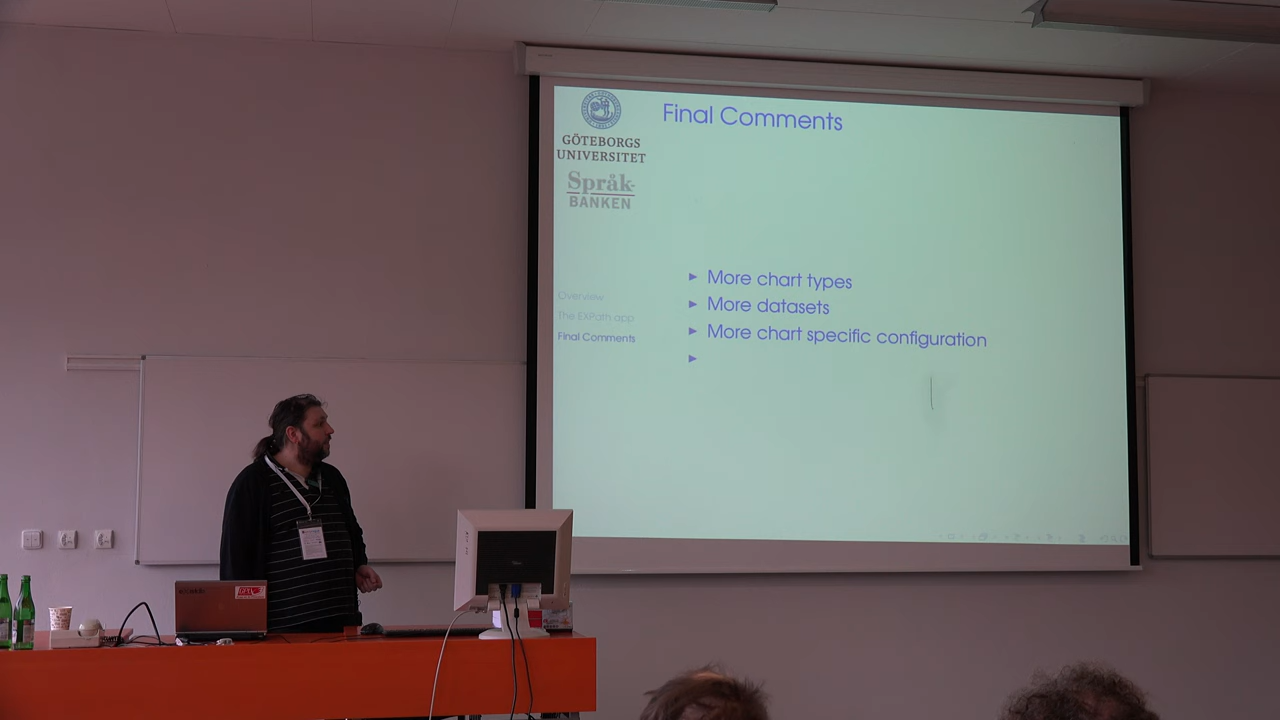 Final Comments
GÖTEBORGS
UNIVERSITET
Språk-
BANKEN
More chart types
More datasets
More chart specific configuration
Overview
The EXPath app
Final Comments